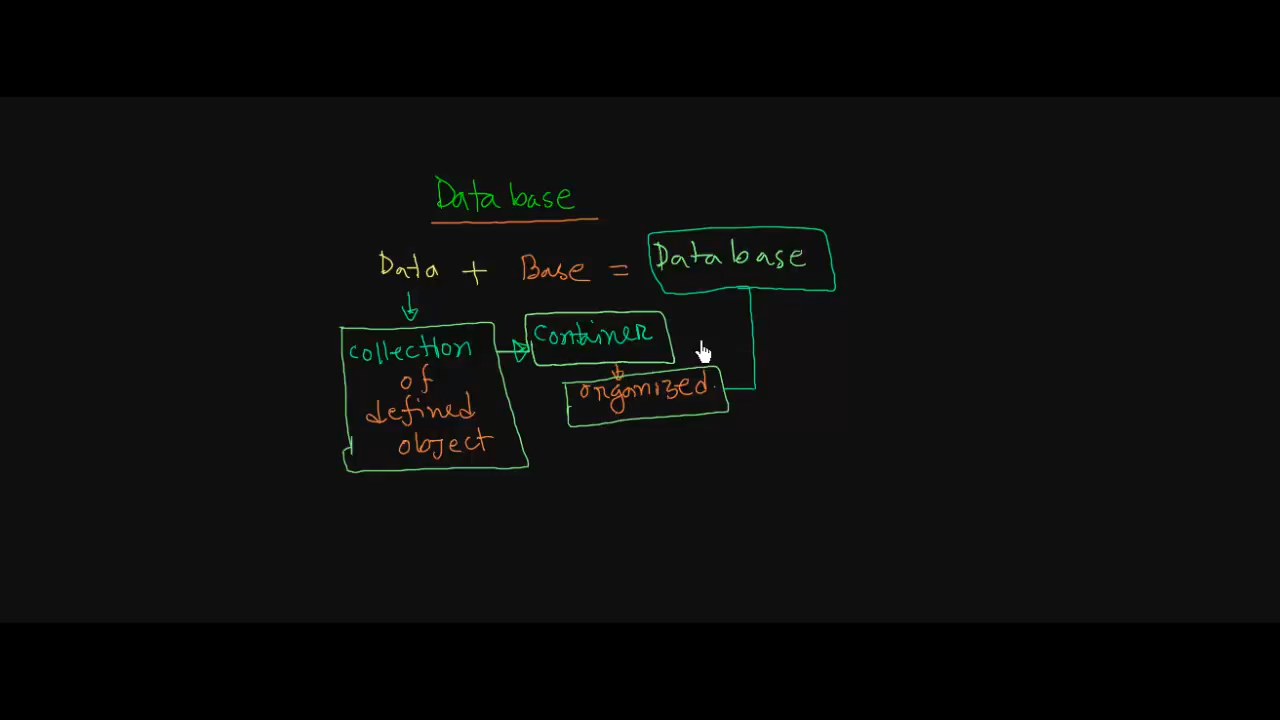 Database
Data + Base = Database
collection
of
defined
object
container
organized